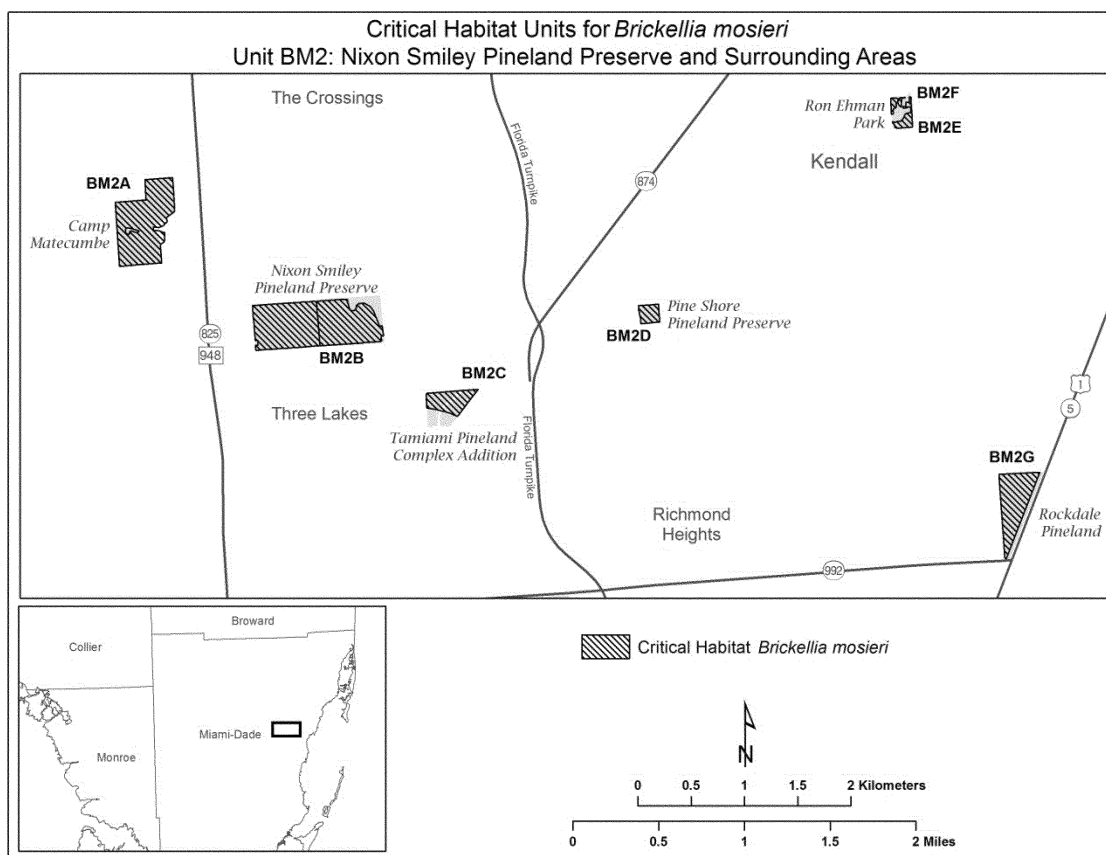 Critical Habitat Units for Brickellia mosieri
Unit BM2: Nixon Smiley Pineland Preserve and Surrounding Areas
The Crossings
Florida Turnpike
874
Ron Ehman
Park
BM2F
BM2E
Kendall
BM2A
Camp
Matecumbe
Nixon Smiley
Pineland Preserve
BM2B
825
948
Three Lakes
BM2C
Tamiami Pineland
Complex Addition
Florida Turnpike
BM2D
Pine Shore
Pineland Preserve
1
5
BM2G
Rockdale
Pineland
Richmond
Heights
992
Collier
Broward
Miami-Dade
Monroe
Critical Habitat Brickellia mosieri
N
0 0.5 1 2 Kilometers
0 0.5 1 1.5 2 Miles